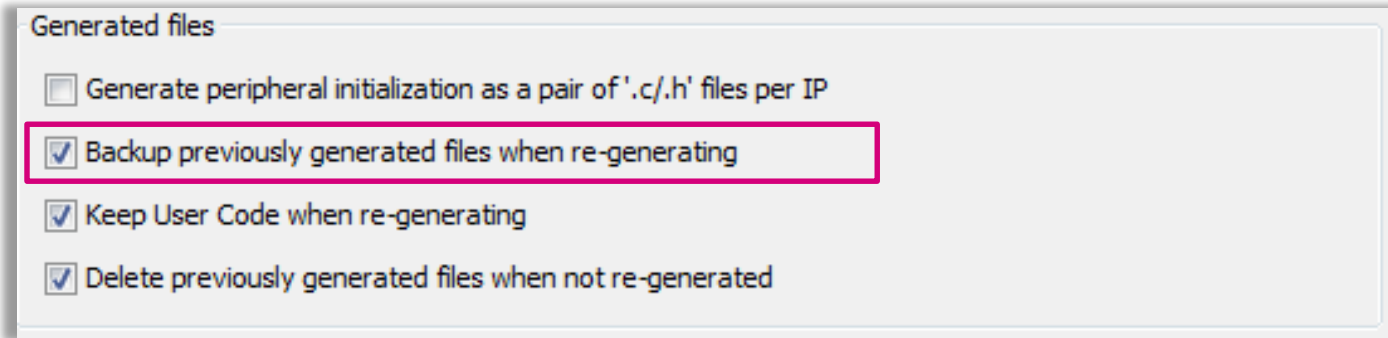 Generated files
Generate peripheral initialization as a pair of '.c/.h' files per IP
Backup previously generated files when re-generating
Keep User Code when re-generating
Delete previously generated files when not re-generated